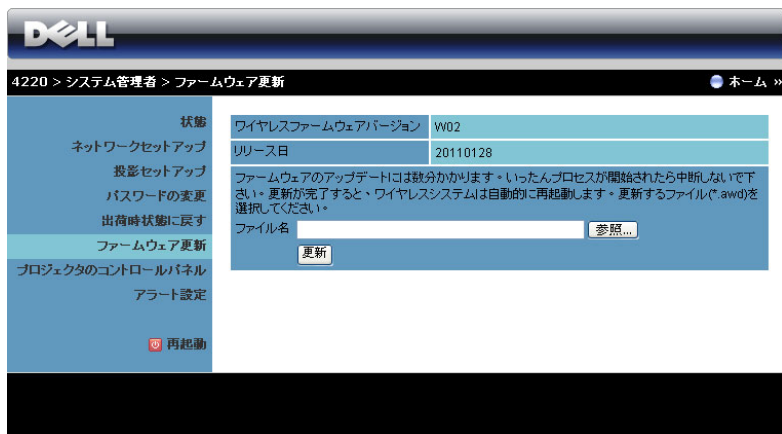 DELL
4220 > システム管理者 > ファームウェア更新
ホーム »
状態
ネットワークセットアップ
投影セットアップ
パスワードの変更
出荷時状態に戻す
ファームウェア更新
プロジェクタのコントロールパネル
アラート設定
再起動
ワイヤレスファームウェアバージョン W02
リリース日 20110128
ファームウェアのアップデートには数分かかります。いったんプロセスが開始されたら中断しないで下
さい。更新が完了すると、ワイヤレスシステムは自動的に再起動します。更新するファイル(*.awd)を
選択してください。
ファイル名 参照...
更新